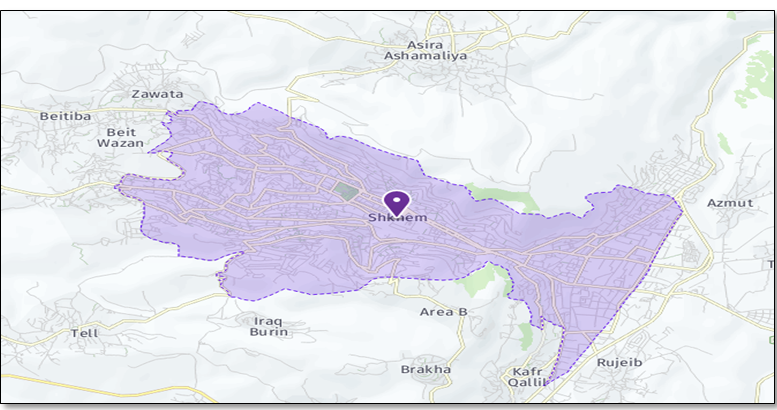 Asira
Ashamaliya
Zawata
Beitiba
Beit
Wazan
Azmut
Shkhem
Area B
Iraq
Burin
Tell
Brakha
Kafr
Qallil
Rujeib
T